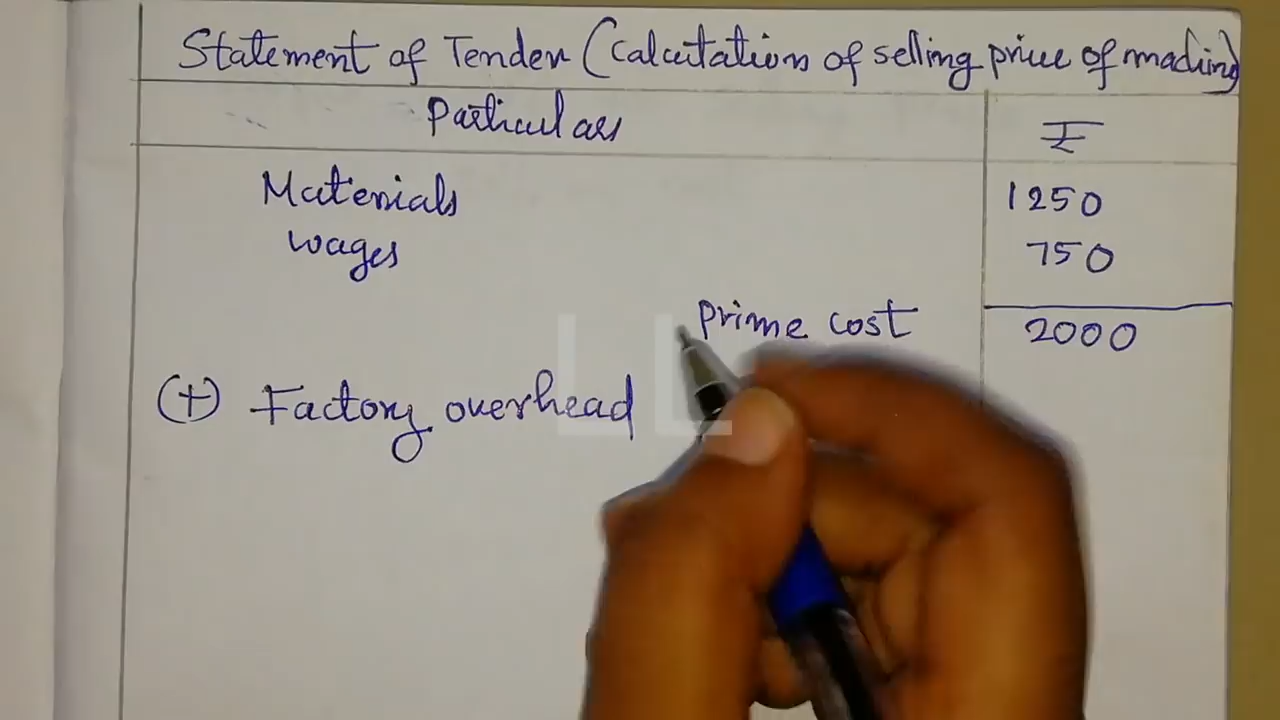 Statement of Tender (Calculation of selling price of machine)
Particulars ₹
Materials 1250
wages 750
prime cost 2000
(+) Factory overhead
LL